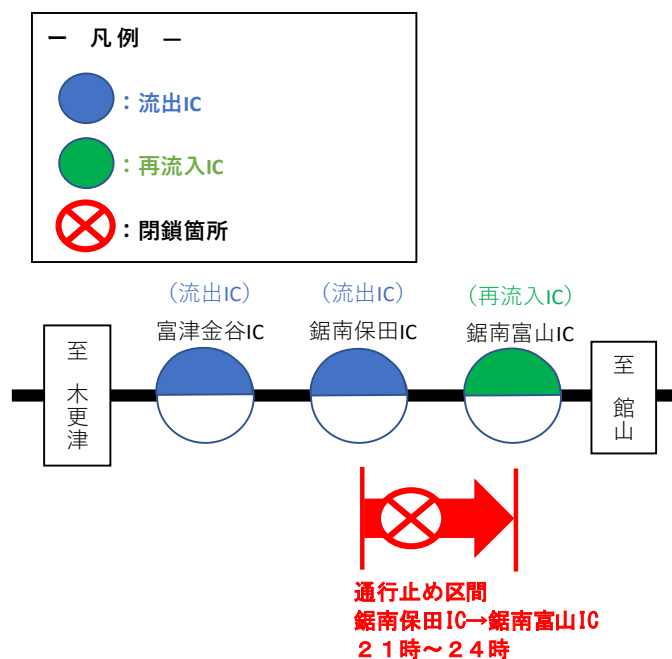 ー 凡例 ー
：流出IC
：再流入IC
：閉鎖箇所
（流出IC）
富津金谷IC
（流出IC）
鋸南保田IC
（再流入IC）
鋸南富山IC
至 木更津
至 館山
通行止め区間
鋸南保田IC→鋸南富山IC
２１時～２４時